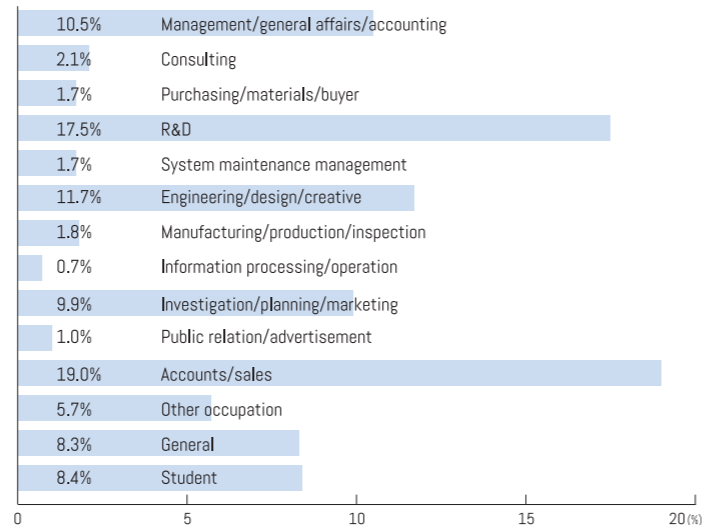 10.5% Management/general affairs/accounting
2.1% Consulting
1.7% Purchasing/materials/buyer
17.5% R&D
1.7% System maintenance management
11.7% Engineering/design/creative
1.8% Manufacturing/production/inspection
0.7% Information processing/operation
9.9% Investigation/planning/marketing
1.0% Public relation/advertisement
19.0% Accounts/sales
5.7% Other occupation
8.3% General
8.4% Student
0 5 10 15 20 (%)